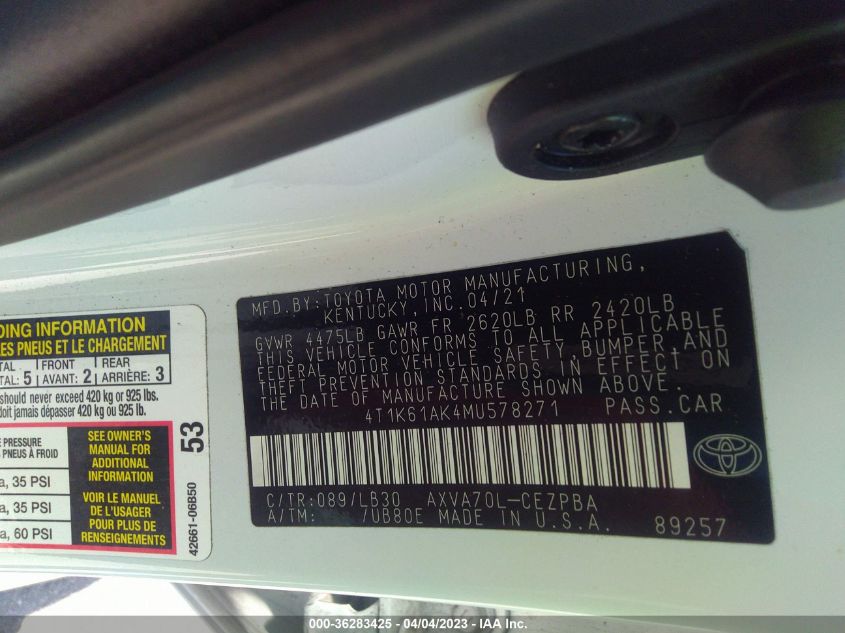 DING INFORMATION
LES PNEUS ET LE CHARGEMENT
TAL FRONT REAR
TAL: 5 AVANT: 2 ARRIÈRE: 3
should never exceed 420 kg or 925 lbs.
doit jamais dépasser 420 kg ou 925 lb.
PRESSURE
PNEUS À FROID
a, 35 PSI
a, 35 PSI
a, 60 PSI
SEE OWNER'S
MANUAL FOR
ADDITIONAL
INFORMATION
VOIR LE MANUEL
DE L'USAGER
POUR PLUS DE
RENSEIGNEMENTS
53
42661-06B50
MFD.BY:TOYOTA MOTOR MANUFACTURING,
KENTUCKY,INC.04/21
GVWR 4475LB GAWR FR 2620LB RR 2420LB
THIS VEHICLE CONFORMS TO ALL APPLICABLE
FEDERAL MOTOR VEHICLE SAFETY,BUMPER,AND
THEFT PREVENTION STANDARDS IN EFFECT ON
THE DATE OF MANUFACTURE SHOWN ABOVE.
4T1K61AK4MU578271 PASS.CAR
C/TR:089/LB30 AXVA70L-CEZPBA
A/TM: /UB80E MADE IN U.S.A. 89257
000-36283425 - 04/04/2023 - IAA Inc.